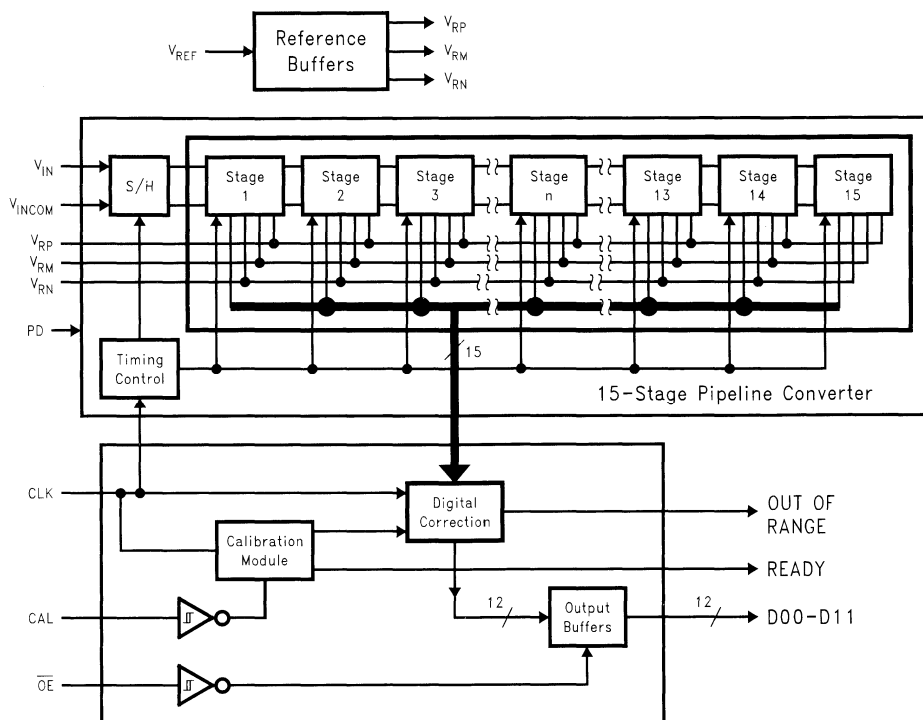 V_REF
Reference
Buffers
V_RP
V_RM
V_RN
V_IN
V_INCOM
V_RP
V_RM
V_RN
PD
S/H
Stage
1
Stage
2
Stage
3
Stage
n
Stage
13
Stage
14
Stage
15
Timing
Control
15
15-Stage Pipeline Converter
CLK
CAL
O̅E̅
Calibration
Module
Digital
Correction
12
Output
Buffers
OUT OF
RANGE
READY
12
D00-D11